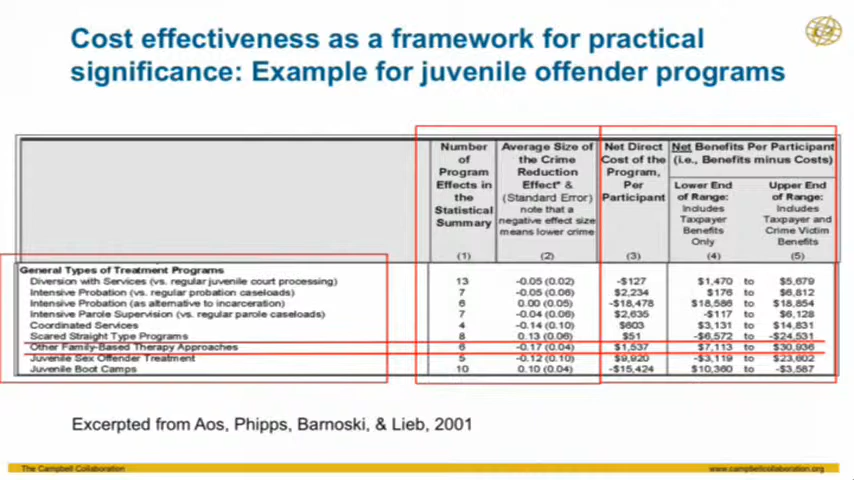 Cost effectiveness as a framework for practical
significance: Example for juvenile offender programs
Number of Program Effects in the Statistical Summary
Average Size of the Crime Reduction Effect* & (Standard Error) note that a negative effect size means lower crime
Net Direct Cost of the Program, Per Participant
Net Benefits Per Participant (i.e., Benefits minus Costs)
Lower End of Range: Includes Taxpayer Benefits Only
Upper End of Range: Includes Taxpayer and Crime Victim Benefits
(1) (2) (3) (4) (5)
General Types of Treatment Programs
Diversion with Services (vs. regular juvenile court processing) 13 -0.05 (0.02) -$127 $1,470 to $5,679
Intensive Probation (vs. regular probation caseloads) 7 -0.05 (0.06) $2,234 $176 to $6,812
Intensive Probation (as alternative to incarceration) 6 0.00 (0.05) -$18,478 $18,586 to $18,854
Intensive Parole Supervision (vs. regular parole caseloads) 7 -0.04 (0.06) $2,635 -$117 to $6,128
Coordinated Services 4 -0.14 (0.10) $603 $3,131 to $14,831
Scared Straight Type Programs 8 0.13 (0.06) $51 -$6,572 to -$24,531
Other Family-Based Therapy Approaches 6 -0.17 (0.04) $1,537 $7,113 to $30,936
Juvenile Sex Offender Treatment 5 -0.12 (0.10) $9,920 -$3,119 to $23,602
Juvenile Boot Camps 10 0.10 (0.04) -$15,424 $10,360 to -$3,587
Excerpted from Aos, Phipps, Barnoski, & Lieb, 2001
The Campbell Collaboration
www.campbellcollaboration.org